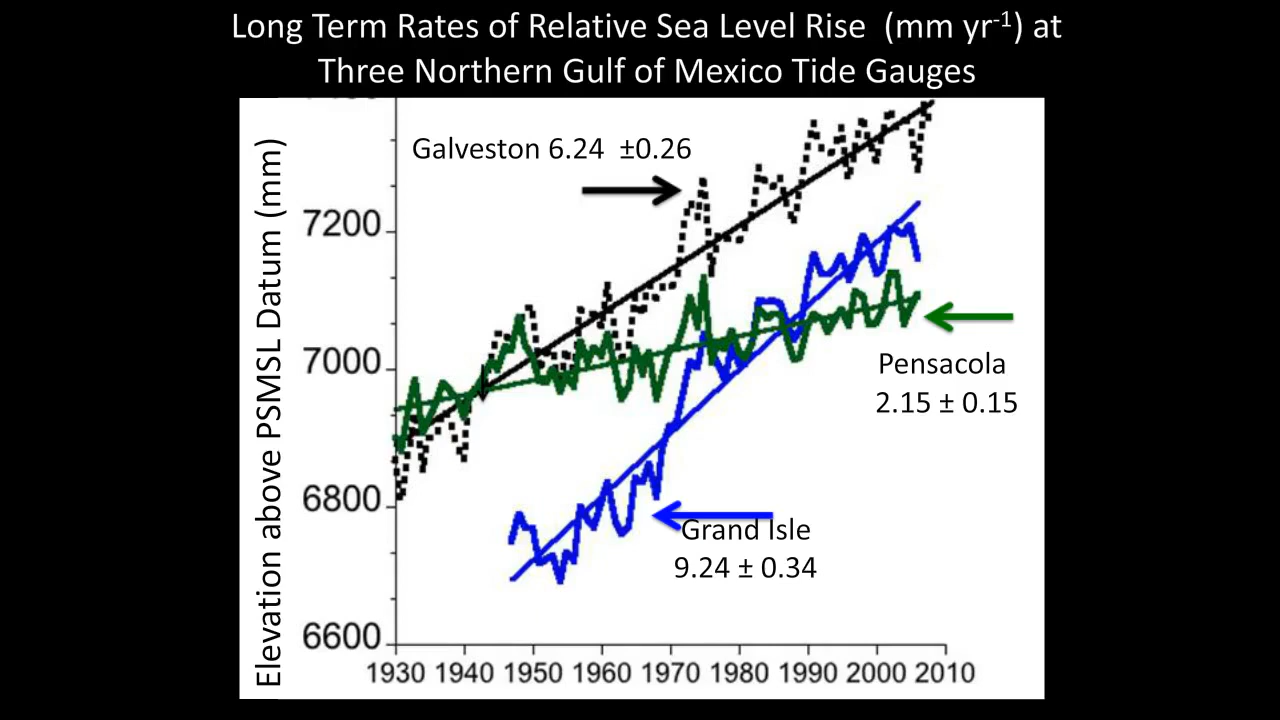 Long Term Rates of Relative Sea Level Rise (mm yr-1) at
Three Northern Gulf of Mexico Tide Gauges
Elevation above PSMSL Datum (mm)
Galveston 6.24 ±0.26
7200
7000
Pensacola
2.15 ± 0.15
6800
Grand Isle
9.24 ± 0.34
6600
1930 1940 1950 1960 1970 1980 1990 2000 2010